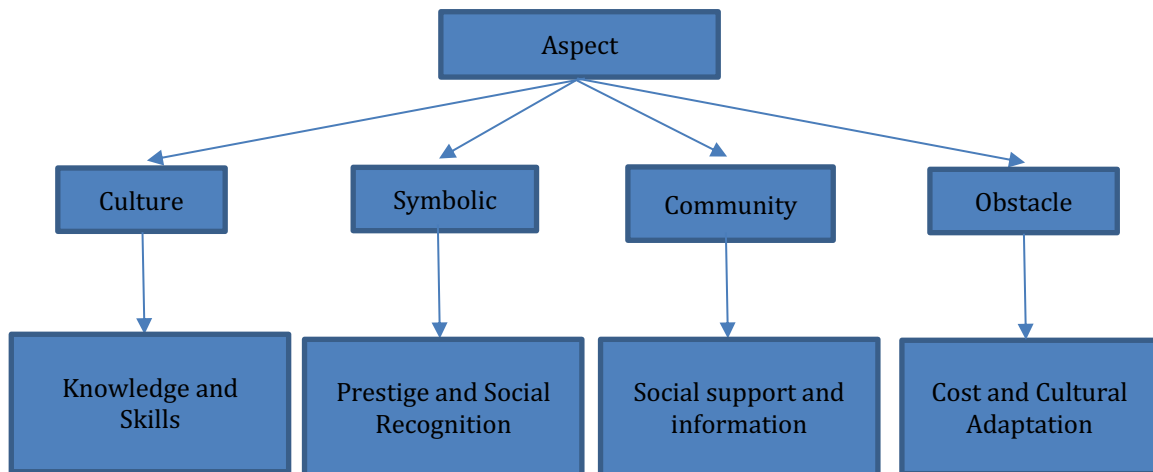 Aspect
Culture
Symbolic
Community
Obstacle
Knowledge and
Skills
Prestige and Social
Recognition
Social support and
information
Cost and Cultural
Adaptation